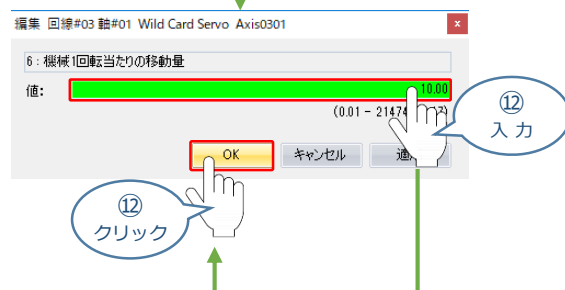 編集 回線#03 軸#01 Wild Card Servo Axis0301
6 : 機械1回転当たりの移動量
値:
10.00
(0.01 -
⑫
入力
OK
キャンセル
⑫
クリック